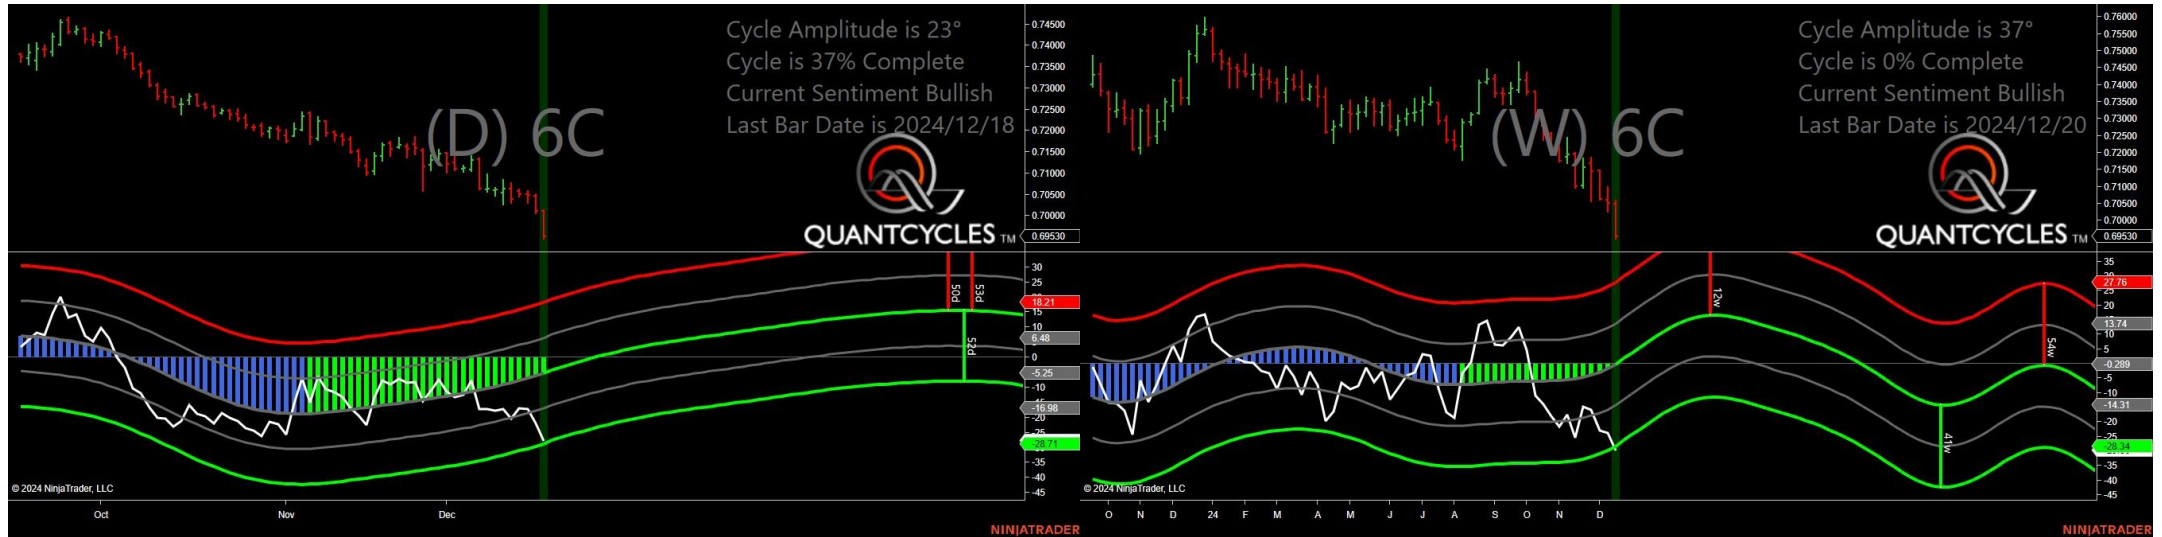 Cycle Amplitude is 23°
Cycle is 37% Complete
Current Sentiment Bullish
Last Bar Date is 2024/12/18
(D) 6C
QUANTCYCLES TM
0.74500
0.74000
0.73500
0.73000
0.72500
0.72000
0.71500
0.71000
0.70500
0.70000
0.69530
50d
53d
52d
30
25
18.21
15
10
6.48
0
-5.25
-10
-16.98
-20
-28.71
-35
-40
-45
© 2024 NinjaTrader, LLC
Oct
Nov
Dec
NINJATRADER
Cycle Amplitude is 37°
Cycle is 0% Complete
Current Sentiment Bullish
Last Bar Date is 2024/12/20
(W) 6C
QUANTCYCLES TM
0.76000
0.75500
0.75000
0.74500
0.74000
0.73500
0.73000
0.72500
0.72000
0.71500
0.71000
0.70500
0.70000
0.69530
12w
41w
54w
35
27.76
25
20
13.74
5
-0.289
-5
-10
-14.31
-20
-25
-28.34
-35
-40
-45
© 2024 NinjaTrader, LLC
O N D 24 F M A M J J A S O N D
NINJATRADER